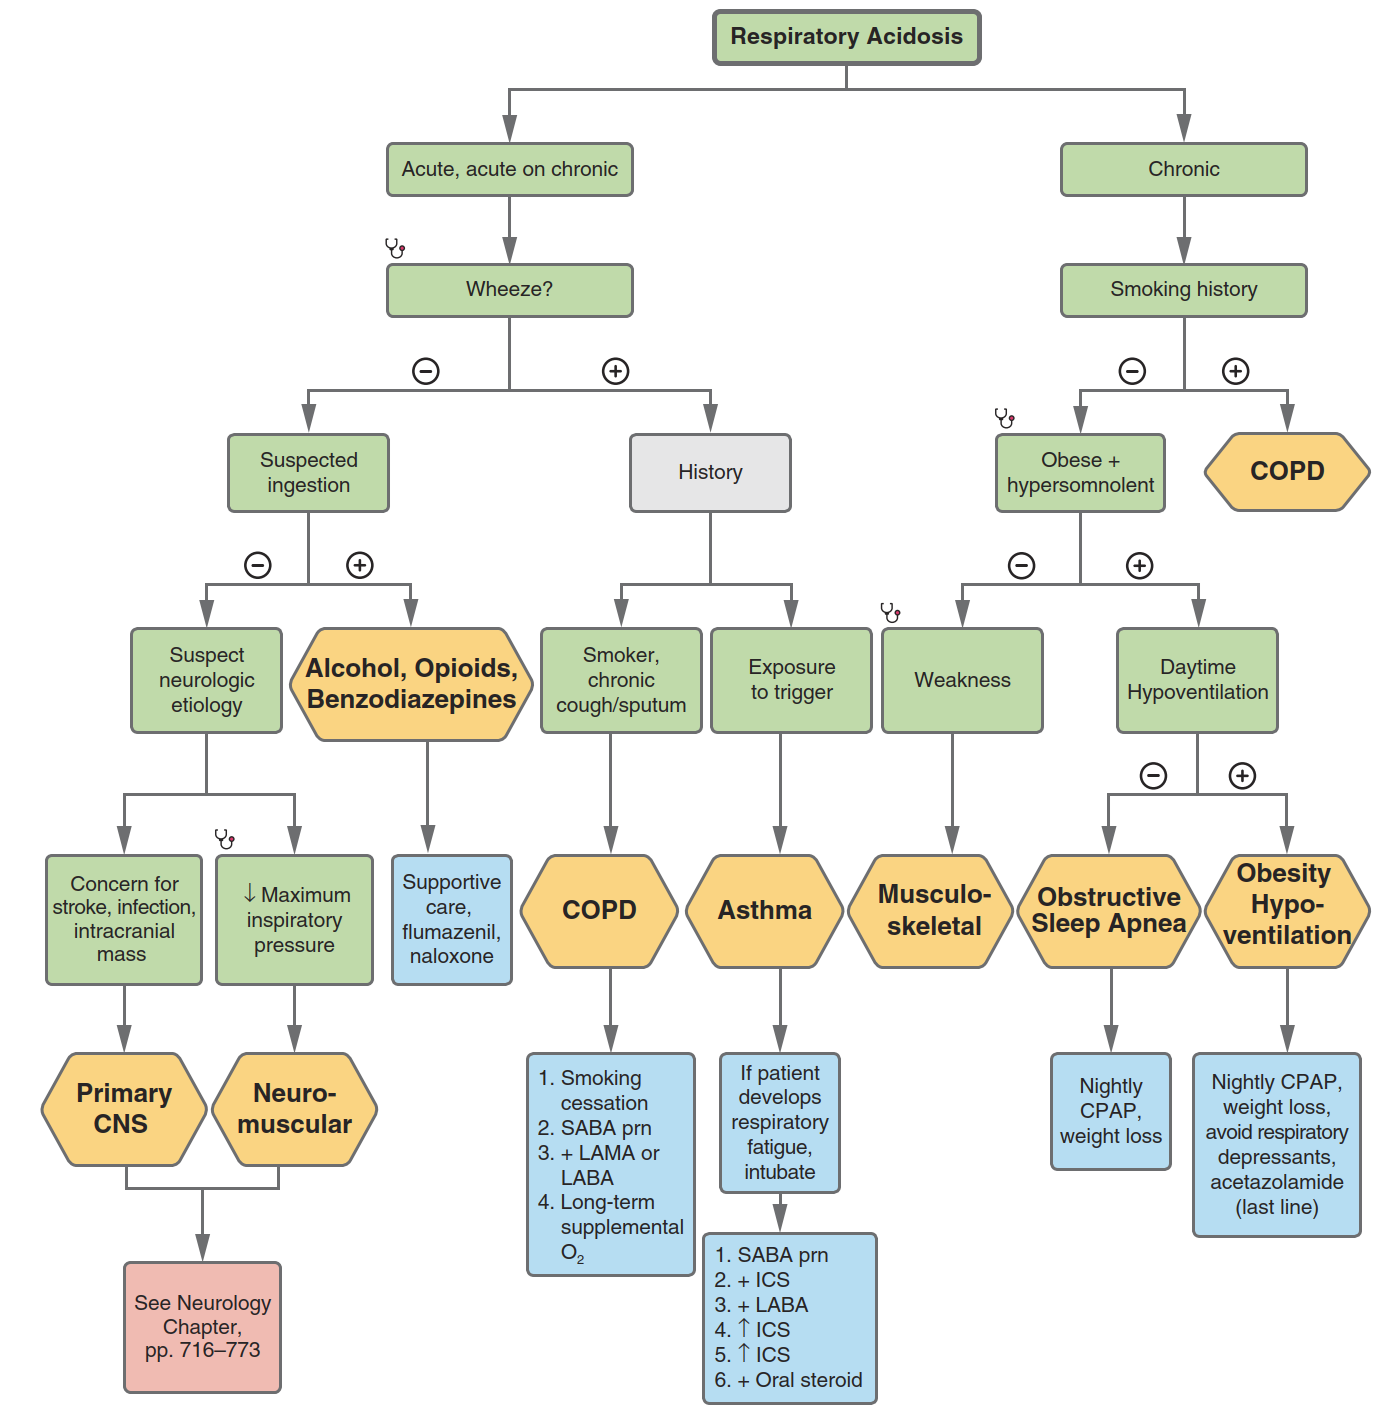 Respiratory Acidosis
Acute, acute on chronic
Chronic
Wheeze?
Smoking history
−
+
−
+
Suspected
ingestion
History
Obese +
hypersomnolent
COPD
−
+
−
+
Suspect
neurologic
etiology
Alcohol, Opioids,
Benzodiazepines
Smoker,
chronic
cough/sputum
Exposure
to trigger
Weakness
Daytime
Hypoventilation
−
+
Concern for
stroke, infection,
intracranial
mass
↓ Maximum
inspiratory
pressure
Supportive
care,
flumazenil,
naloxone
COPD
Asthma
Musculo-
skeletal
Obstructive
Sleep Apnea
Obesity
Hypo-
ventilation
Primary
CNS
Neuro-
muscular
1. Smoking
cessation
2. SABA prn
3. + LAMA or
LABA
4. Long-term
supplemental
O2
If patient
develops
respiratory
fatigue,
intubate
Nightly
CPAP,
weight loss
Nightly CPAP,
weight loss,
avoid respiratory
depressants,
acetazolamide
(last line)
1. SABA prn
2. + ICS
3. + LABA
4. ↑ ICS
5. ↑ ICS
6. + Oral steroid
See Neurology
Chapter,
pp. 716–773